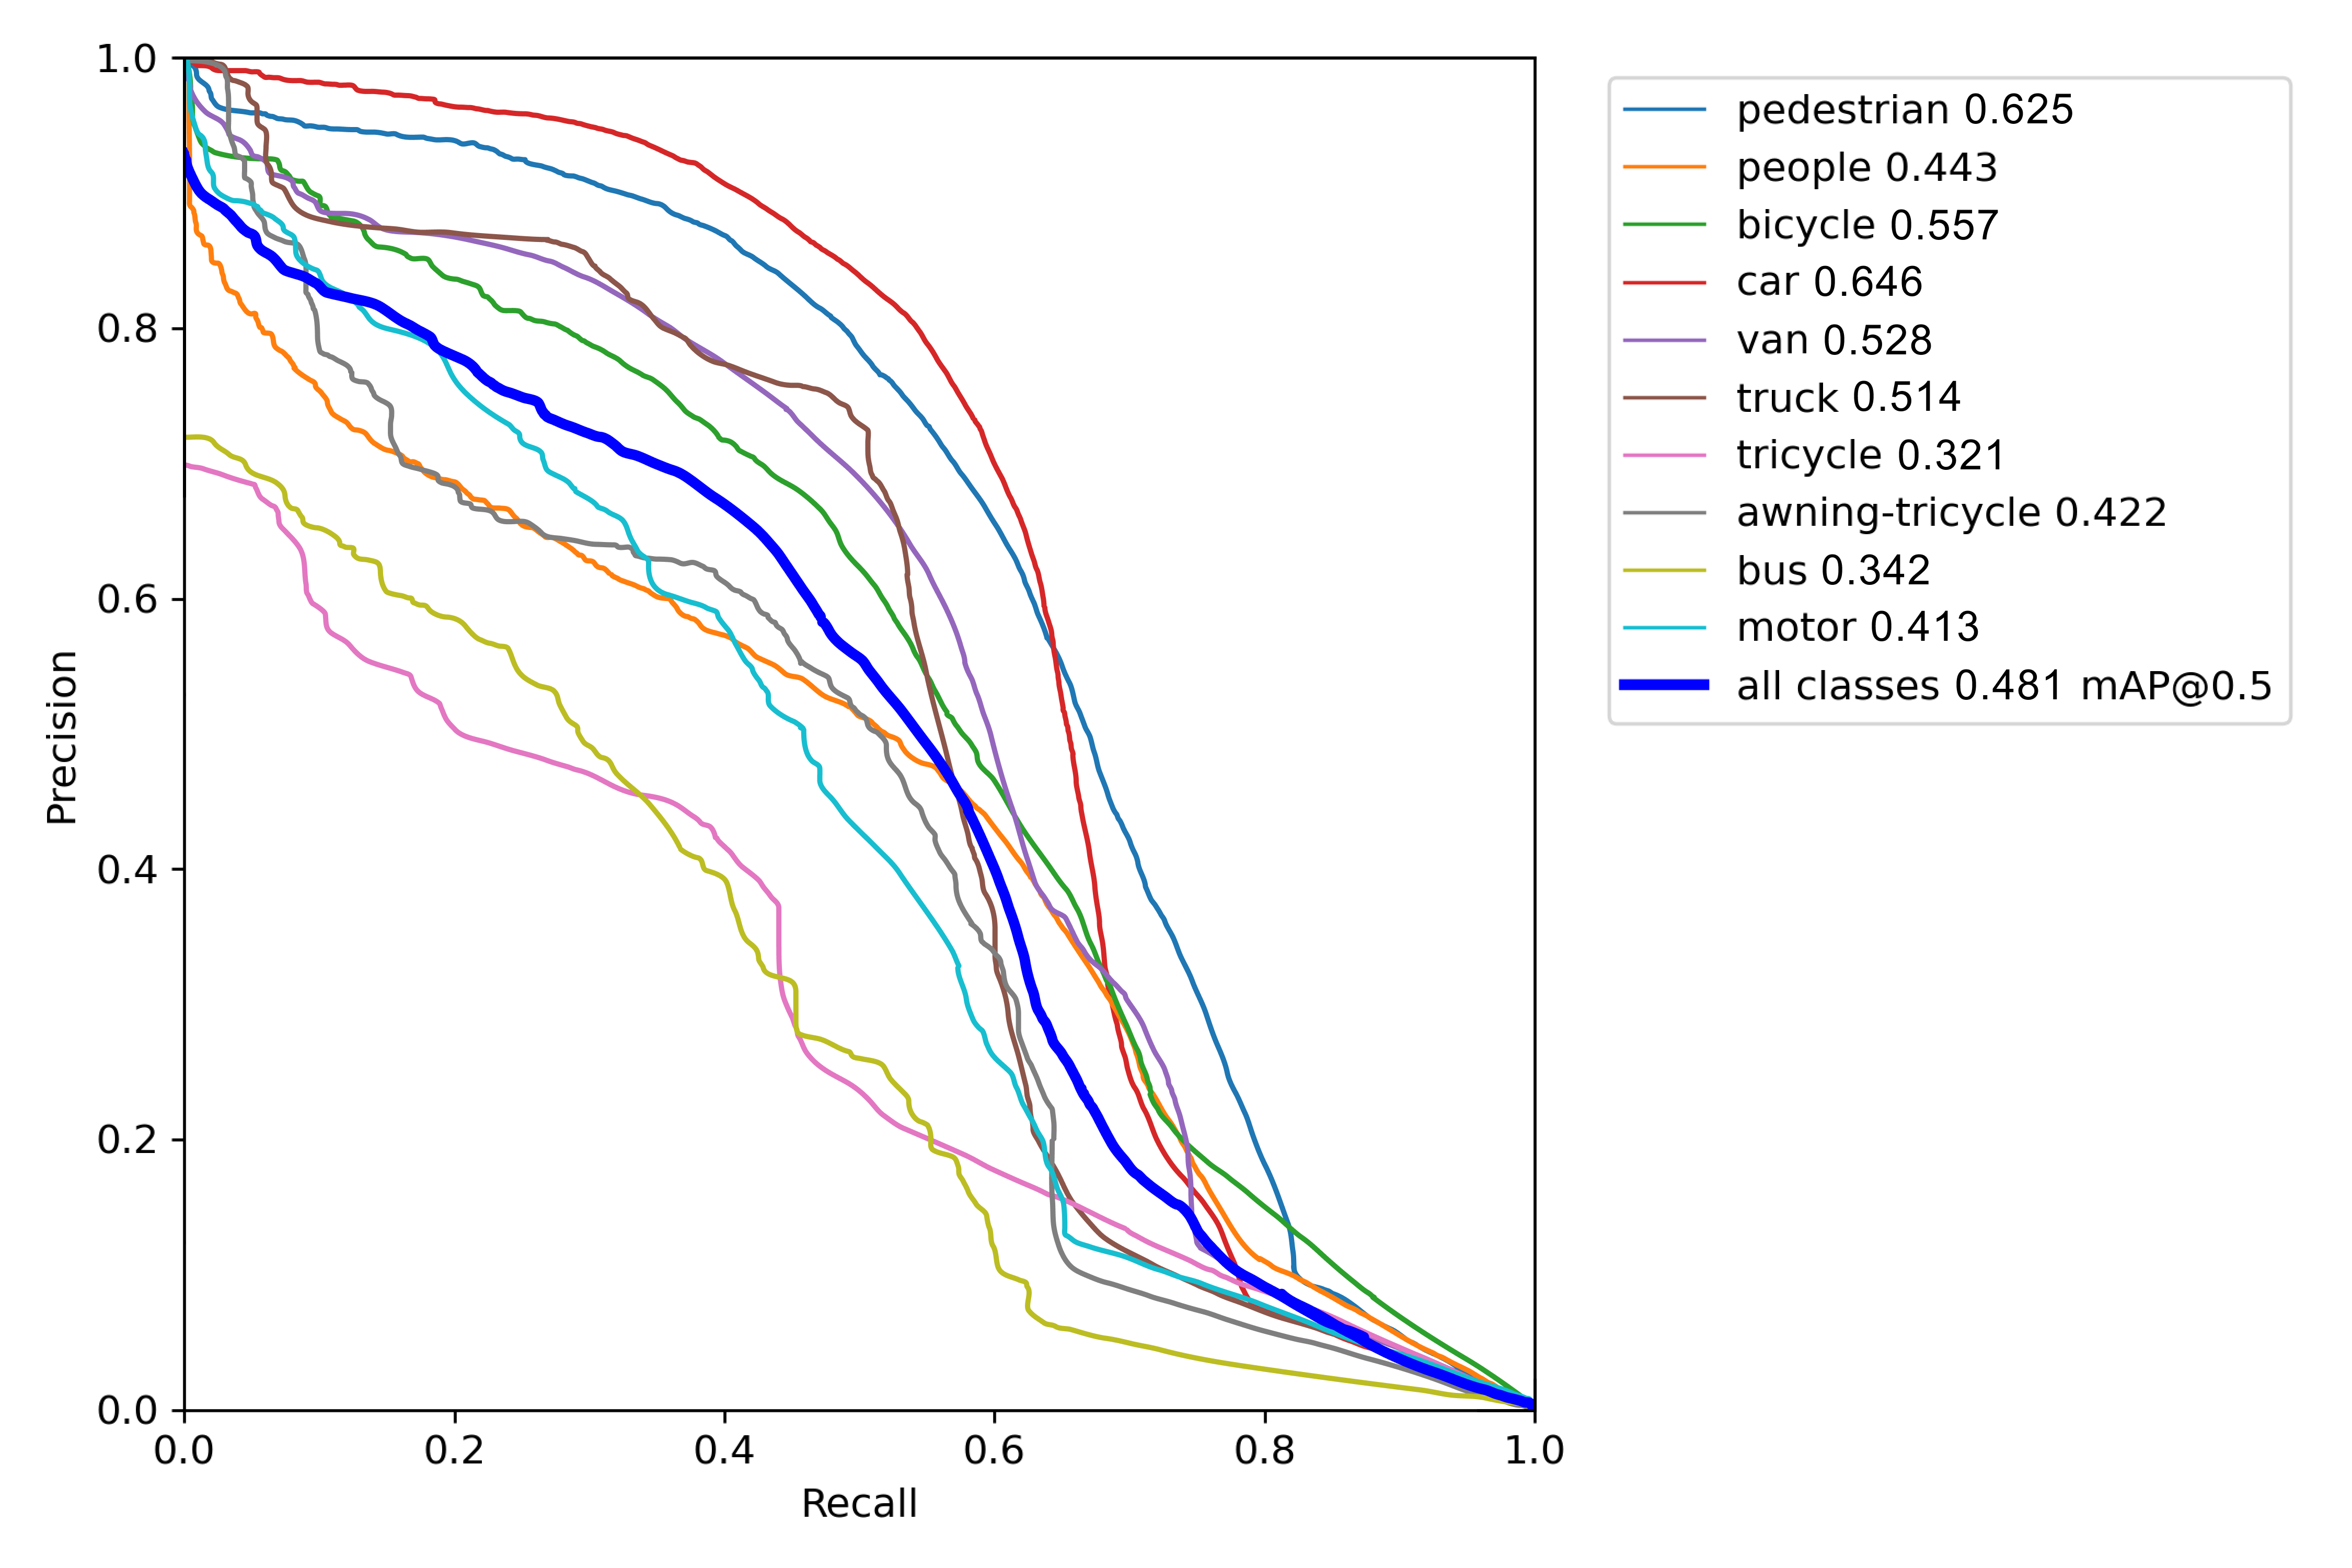 1.0
0.8
0.6
0.4
0.2
0.0
Precision
0.0 0.2 0.4 0.6 0.8 1.0
Recall
pedestrian 0.625
people 0.443
bicycle 0.557
car 0.646
van 0.528
truck 0.514
tricycle 0.321
awning-tricycle 0.422
bus 0.342
motor 0.413
all classes 0.481 mAP@0.5